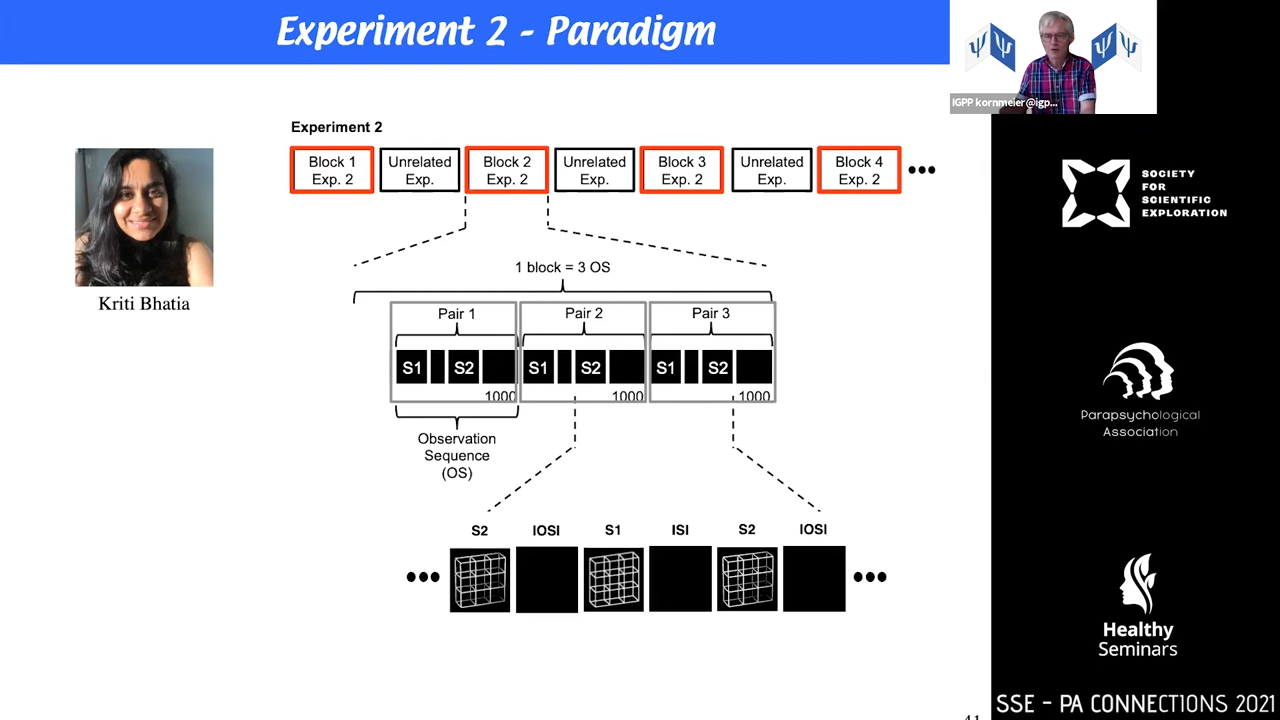 Experiment 2 - Paradigm
IGPP kornmeier@igp...
Experiment 2
Block 1
Exp. 2
Unrelated
Exp.
Block 2
Exp. 2
Unrelated
Exp.
Block 3
Exp. 2
Unrelated
Exp.
Block 4
Exp. 2
•••
Kriti Bhatia
1 block = 3 OS
Pair 1
Pair 2
Pair 3
S1
S2
S1
S2
S1
S2
1000
1000
1000
Observation
Sequence
(OS)
S2
IOSI
S1
ISI
S2
IOSI
•••
•••
SOCIETY
FOR
SCIENTIFIC
EXPLORATION
Parapsychological
Association
Healthy
Seminars
SSE - PA CONNECTIONS 2021
41